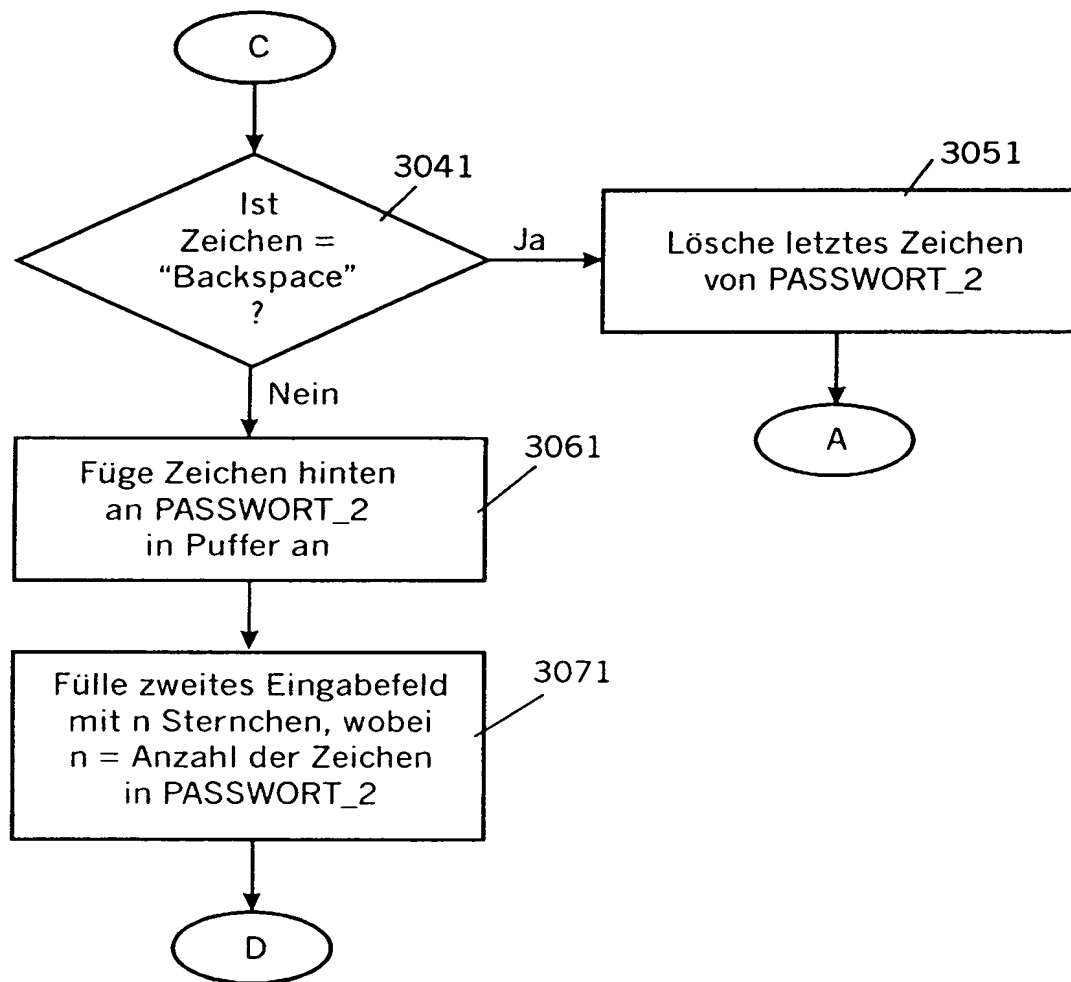 C
3041
Ist
Zeichen =
“Backspace”
?
Ja
3051
Lösche letztes Zeichen
von PASSWORT_2
A
Nein
3061
Füge Zeichen hinten
an PASSWORT_2
in Puffer an
3071
Fülle zweites Eingabefeld
mit n Sternchen, wobei
n = Anzahl der Zeichen
in PASSWORT_2
D